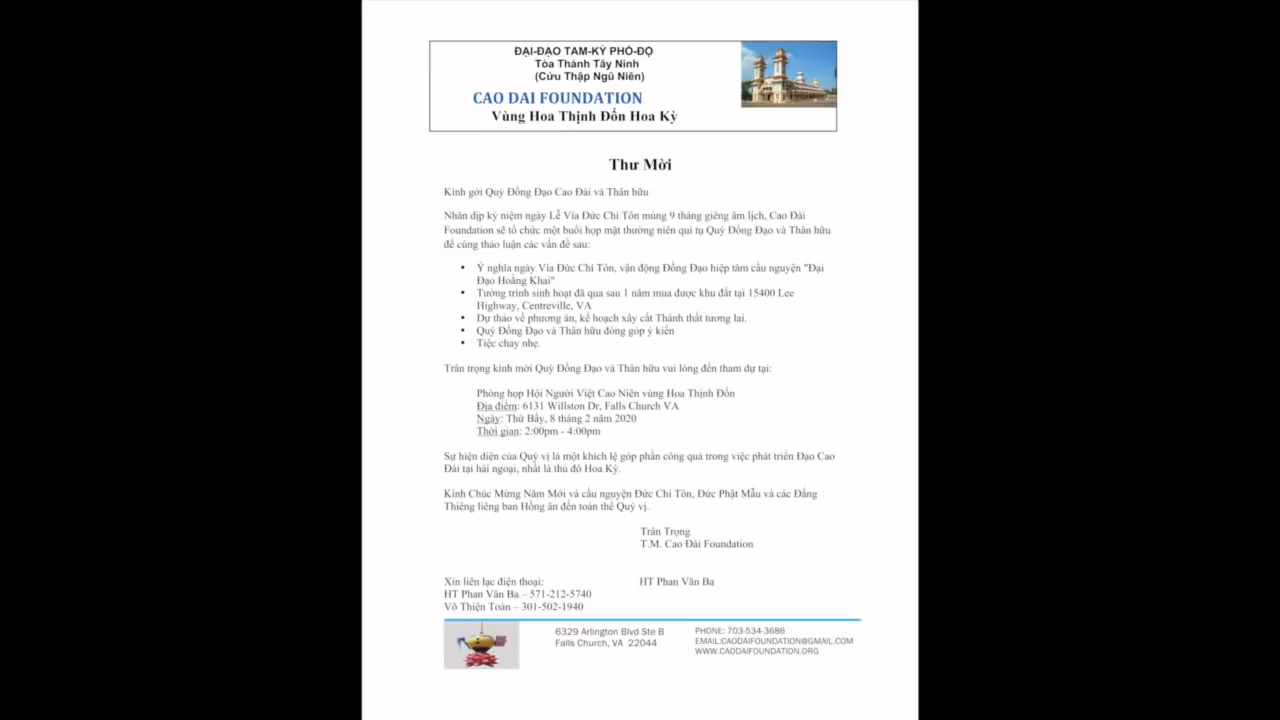 ĐẠI-ĐẠO TAM-KỲ PHỔ-ĐỘ
Tòa Thánh Tây Ninh
(Cửu Thập Ngũ Niên)
CAO DAI FOUNDATION
Vùng Hoa Thịnh Đốn Hoa Kỳ
Thư Mời
Kính gởi Quý Đồng Đạo Cao Đài và Thân hữu
Nhân dịp kỷ niệm ngày Lễ Vía Đức Chí Tôn mùng 9 tháng giêng âm lịch, Cao Đài
Foundation sẽ tổ chức một buổi họp mặt thường niên qui tụ Quý Đồng Đạo và Thân hữu
để cùng thảo luận các vấn đề sau:
• Ý nghĩa ngày Vía Đức Chí Tôn, vận động Đồng Đạo hiệp tâm cầu nguyện "Đại
Đạo Hoằng Khai"
• Tường trình sinh hoạt đã qua sau 1 năm mua được khu đất tại 15400 Lee
Highway, Centreville, VA
• Dự thảo về phương án, kế hoạch xây cất Thánh thất tương lai.
• Quý Đồng Đạo và Thân hữu đóng góp ý kiến
• Tiệc chay nhẹ.
Trân trọng kính mời Quý Đồng Đạo và Thân hữu vui lòng đến tham dự tại:
Phòng họp Hội Người Việt Cao Niên vùng Hoa Thịnh Đốn
Địa điểm: 6131 Willston Dr, Falls Church VA
Ngày: Thứ Bảy, 8 tháng 2 năm 2020
Thời gian: 2:00pm - 4:00pm
Sự hiện diện của Quý vị là một khích lệ góp phần công quả trong việc phát triển Đạo Cao
Đài tại hải ngoại, nhất là thủ đô Hoa Kỳ.
Kính Chúc Mừng Năm Mới và cầu nguyện Đức Chí Tôn, Đức Phật Mẫu và các Đấng
Thiêng liêng ban Hồng ân đến toàn thể Quý vị.
Trân Trọng
T.M. Cao Đài Foundation
Xin liên lạc điện thoại:
HT Phan Văn Ba
HT Phan Văn Ba – 571-212-5740
Võ Thiện Toàn – 301-502-1940
6329 Arlington Blvd Ste B
Falls Church, VA 22044
PHONE: 703-534-3686
EMAIL:CAODAIFOUNDATION@GMAIL.COM
WWW.CAODAIFOUNDATION.ORG